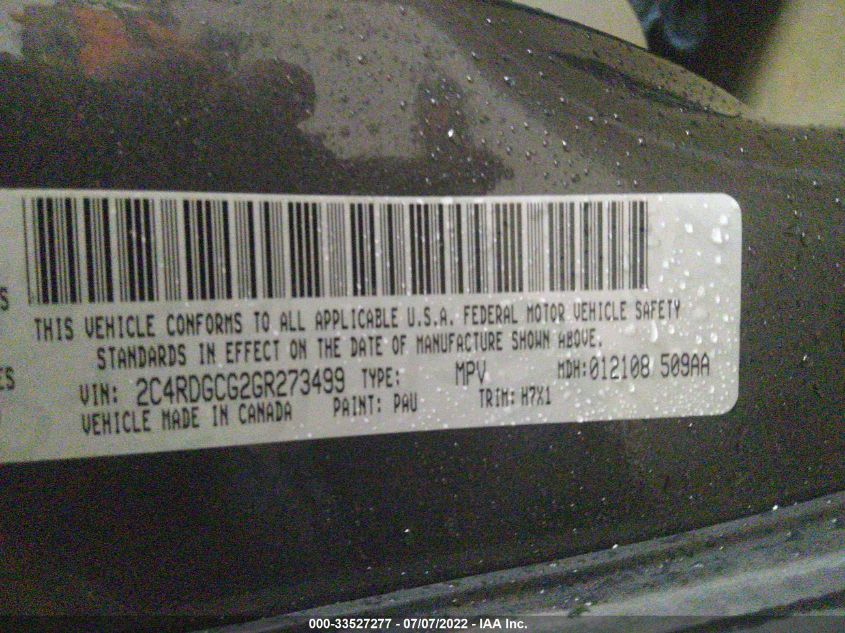 THIS VEHICLE CONFORMS TO ALL APPLICABLE U.S.A. FEDERAL MOTOR VEHICLE SAFETY
STANDARDS IN EFFECT ON THE DATE OF MANUFACTURE SHOWN ABOVE.
VIN: 2C4RDGCG2GR273499 TYPE: MPV MDH:012108 509AA
VEHICLE MADE IN CANADA PAINT: PAU TRIM: H7X1
000-33527277 - 07/07/2022 - IAA Inc.